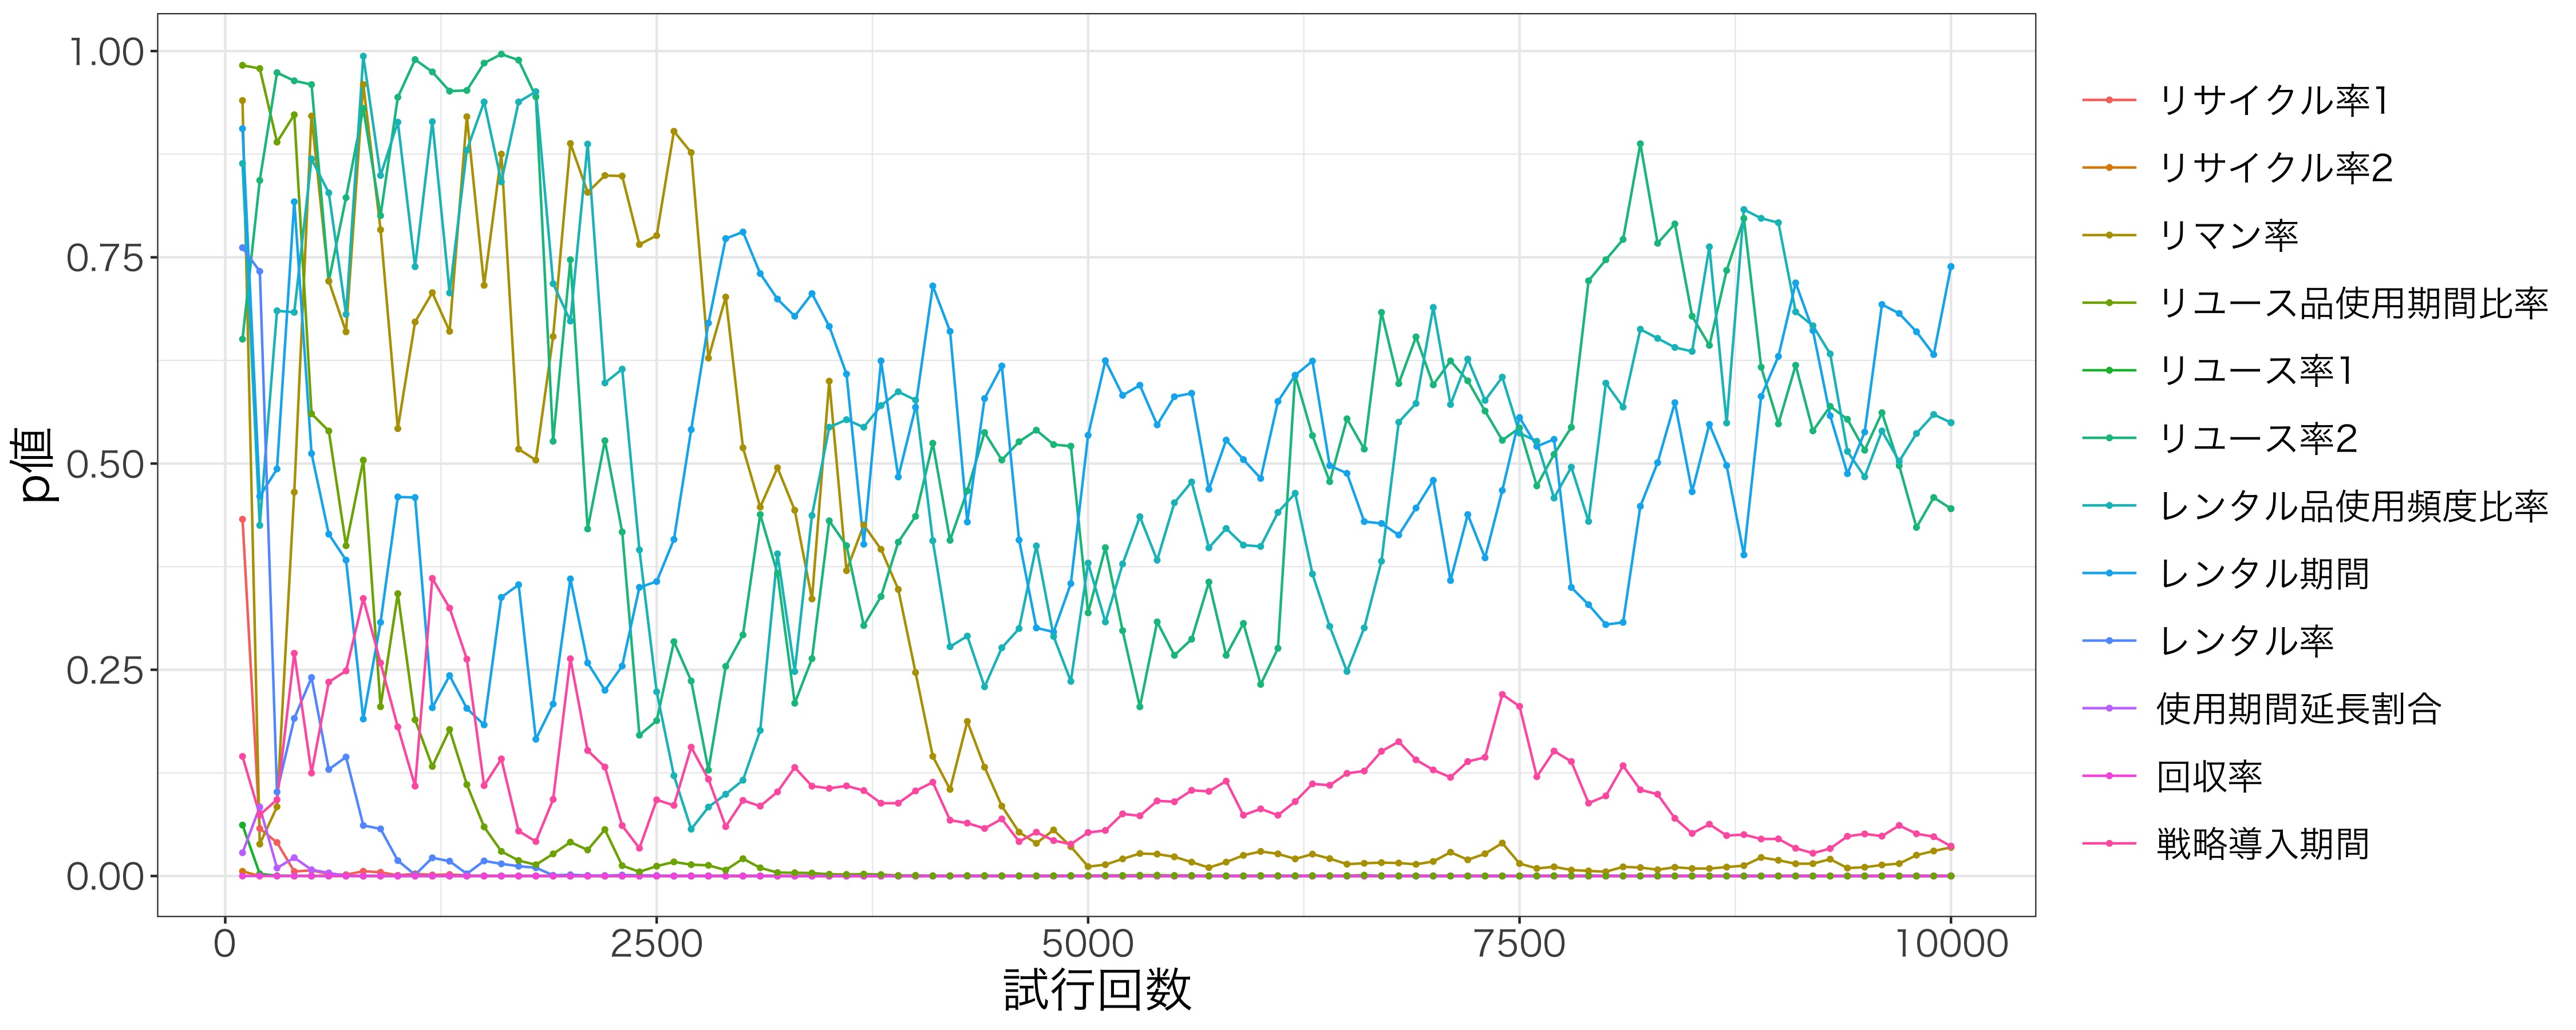 1.00
0.75
0.50
0.25
0.00
p値
0
2500
5000
7500
10000
試行回数
リサイクル率1
リサイクル率2
リマン率
リユース品使用期間比率
リユース率1
リユース率2
レンタル品使用頻度比率
レンタル期間
レンタル率
使用期間延長割合
回収率
戦略導入期間